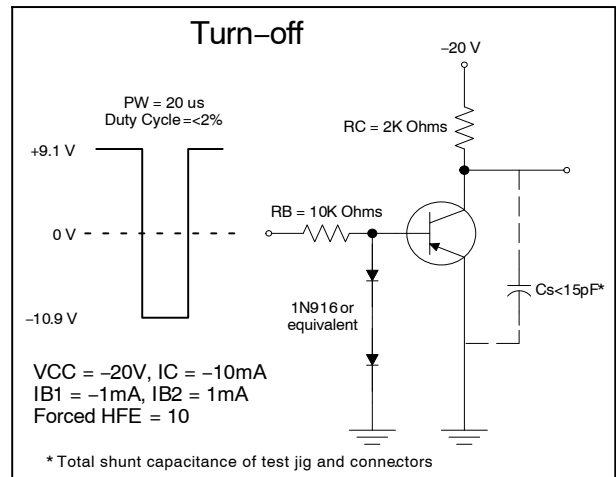 Turn−off
−20 V
PW = 20 us
Duty Cycle =<2%
RC = 2K Ohms
+9.1 V
RB = 10K Ohms
0 V
1N916 or
equivalent
Cs<15pF*
−10.9 V
VCC = −20V, IC = −10mA
IB1 = −1mA, IB2 = 1mA
Forced HFE = 10
* Total shunt capacitance of test jig and connectors